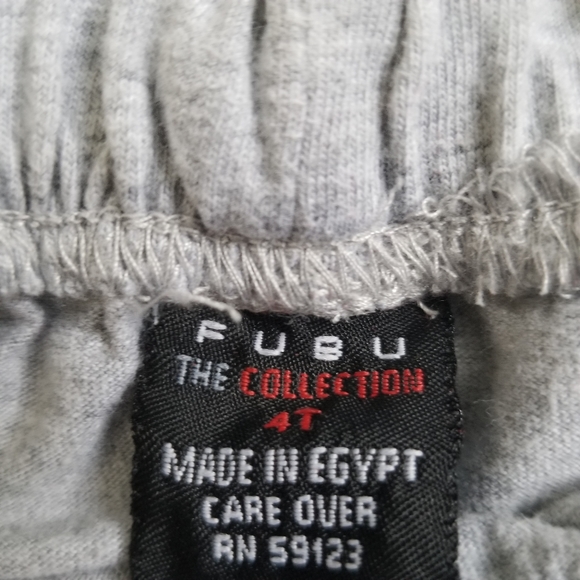 FUBU
THE COLLECTION
4T
MADE IN EGYPT
CARE OVER
RN 59123